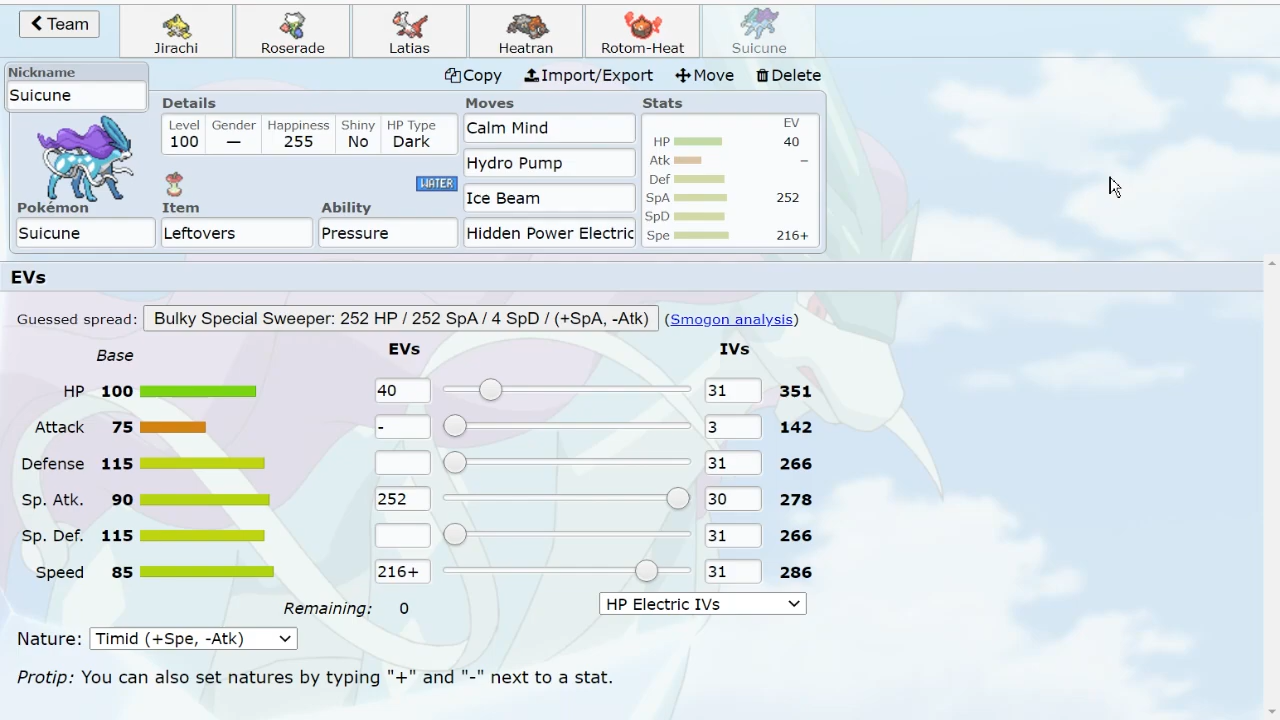 Team
Jirachi
Roserade
Latias
Heatran
Rotom-Heat
Suicune
Copy
Import/Export
Move
Delete
Nickname
Suicune
Details
Level
100
Gender
—
Happiness
255
Shiny
No
HP Type
Dark
WATER
Pokémon
Suicune
Item
Leftovers
Ability
Pressure
Moves
Calm Mind
Hydro Pump
Ice Beam
Hidden Power Electric
Stats
EV
HP 40
Atk –
Def
SpA 252
SpD
Spe 216+
EVs
Guessed spread: Bulky Special Sweeper: 252 HP / 252 SpA / 4 SpD / (+SpA, -Atk) (Smogon analysis)
Base EVs IVs
HP 100 40 31 351
Attack 75 - 3 142
Defense 115 31 266
Sp. Atk. 90 252 30 278
Sp. Def. 115 31 266
Speed 85 216+ 31 286
Remaining: 0 HP Electric IVs
Nature: Timid (+Spe, -Atk)
Protip: You can also set natures by typing "+" and "-" next to a stat.